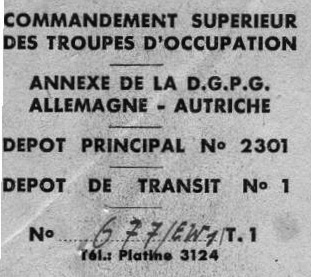 COMMANDEMENT SUPERIEUR
DES TROUPES D'OCCUPATION
ANNEXE DE LA D.G.P.G.
ALLEMAGNE - AUTRICHE
DEPOT PRINCIPAL No 2301
DEPOT DE TRANSIT No 1
No 677/EW1/T.1
Tél.: Platine 3124